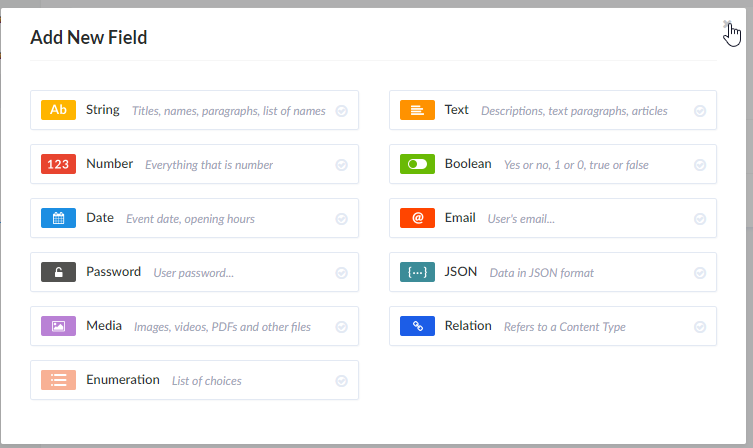 Add New Field
Ab String Titles, names, paragraphs, list of names
Text Descriptions, text paragraphs, articles
123 Number Everything that is number
Boolean Yes or no, 1 or 0, true or false
Date Event date, opening hours
@ Email User's email...
Password User password...
{...} JSON Data in JSON format
Media Images, videos, PDFs and other files
Relation Refers to a Content Type
Enumeration List of choices